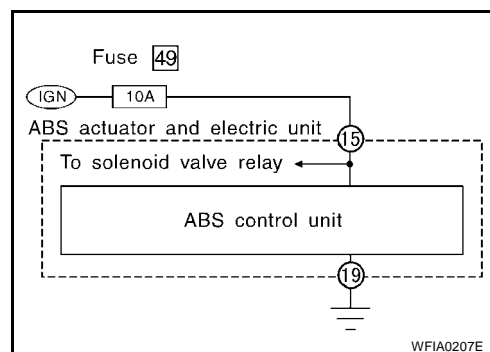 Fuse 49
IGN 10A
ABS actuator and electric unit
15
To solenoid valve relay
ABS control unit
19
WFIA0207E